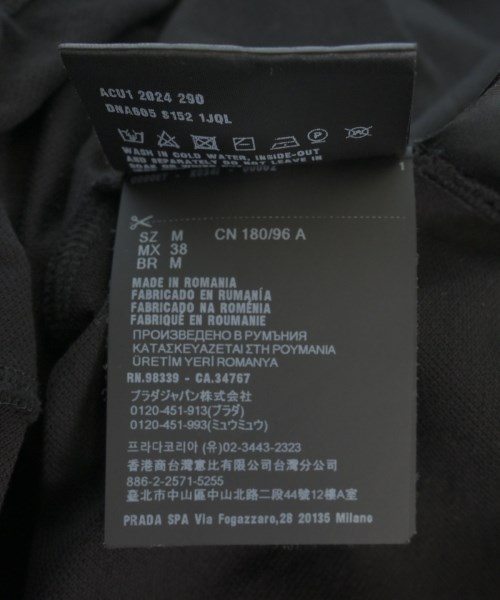 ACU1 2024 290
DNA605 S152 1JQL
WASH IN COLD WATER, INSIDE-OUT
AND SEPARATELY DO NOT LEAVE IN
SOAK OR
1
SZ M CN 180/96 A
MX 38
BR M
MADE IN ROMANIA
FABRICADO EN RUMANÍA
FABRICADO NA ROMÊNIA
FABRIQUÉ EN ROUMANIE
ПРОИЗВЕДЕНО В РУМЪНИЯ
ΚΑΤΑΣΚΕΥΑΖΕΤΑΙ ΣΤΗ ΡΟΥΜΑΝΙΑ
ÜRETİM YERİ ROMANYA
RN.98339 - CA.34767
プラダジャパン株式会社
0120-451-913(プラダ)
0120-451-993(ミュウミュウ)
프라다코리아 (유)02-3443-2323
香港商台灣意比有限公司台灣分公司
886-2-2571-5255
臺北市中山區中山北路二段44號12樓A室
PRADA SPA Via Fogazzaro,28 20135 Milano